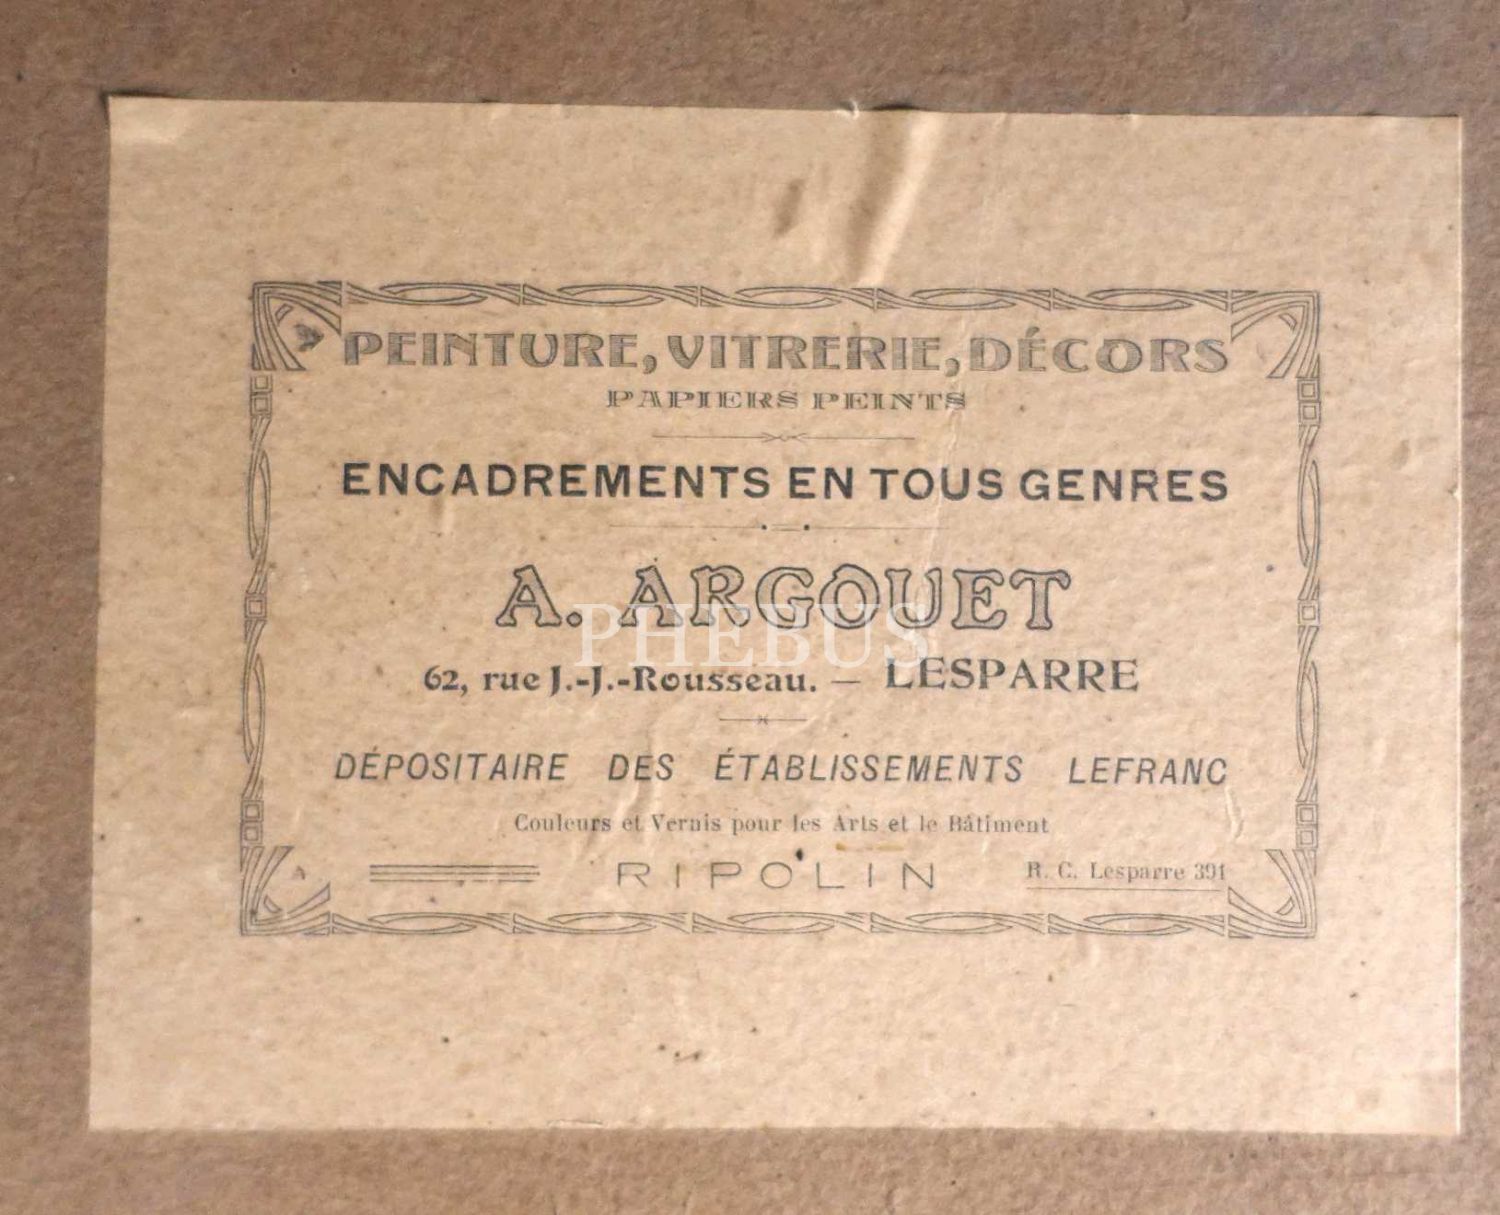 PEINTURE, VITRERIE, DÉCORS
PAPIERS PEINTS
ENCADREMENTS EN TOUS GENRES
A. ARGOUET
PHEBUS
62, rue J.-J.-Rousseau. — LESPARRE
DÉPOSITAIRE DES ÉTABLISSEMENTS LEFRANC
Couleurs et Vernis pour les Arts et le Bâtiment
RIPOLIN
R. C. Lesparre 391